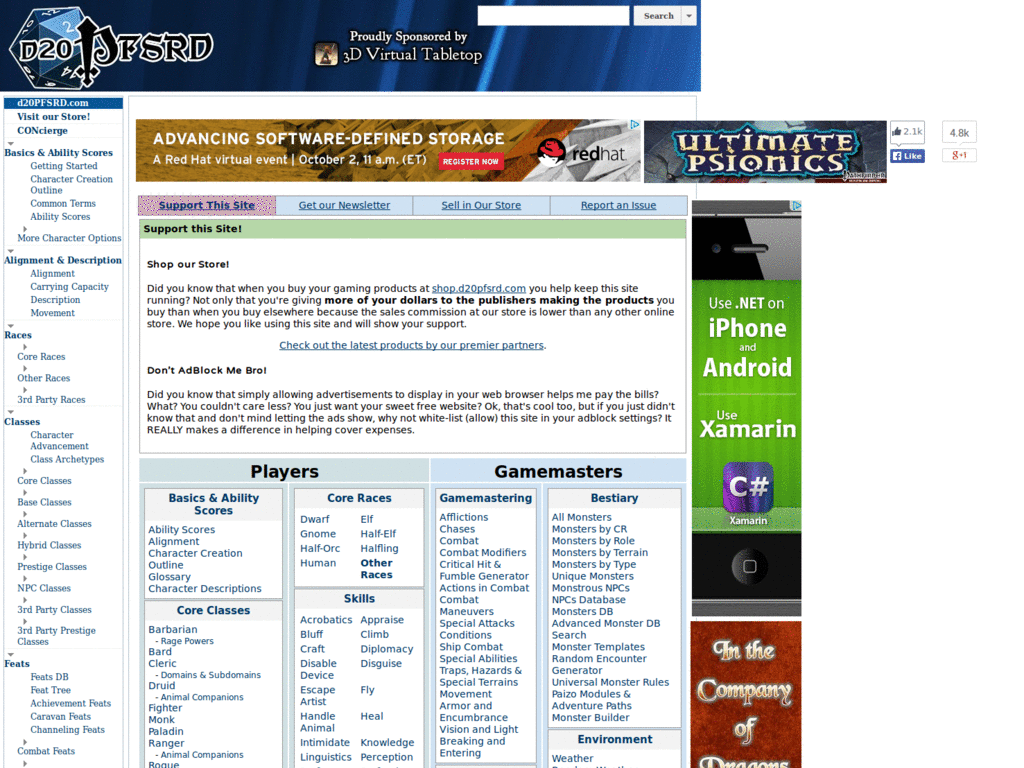 D20PFSRD
Proudly Sponsored by
3D Virtual Tabletop
Search
d20PFSRD.com
Visit our Store!
CONcierge
Basics & Ability Scores
Getting Started
Character Creation
Outline
Common Terms
Ability Scores
More Character Options
Alignment & Description
Alignment
Carrying Capacity
Description
Movement
Races
Core Races
Other Races
3rd Party Races
Classes
Character
Advancement
Class Archetypes
Core Classes
Base Classes
Alternate Classes
Hybrid Classes
Prestige Classes
NPC Classes
3rd Party Classes
3rd Party Prestige
Classes
Feats
Feats DB
Feat Tree
Achievement Feats
Caravan Feats
Channeling Feats
Combat Feats
ADVANCING SOFTWARE-DEFINED STORAGE
A Red Hat virtual event | October 2, 11 a.m. (ET)
REGISTER NOW
redhat.
ULTIMATE
PSIONICS
2.1k
Like
4.8k
g+1
Support This Site
Get our Newsletter
Sell in Our Store
Report an Issue
Support this Site!
Shop our Store!
Did you know that when you buy your gaming products at shop.d20pfsrd.com you help keep this site
running? Not only that you're giving more of your dollars to the publishers making the products you
buy than when you buy elsewhere because the sales commission at our store is lower than any other online
store. We hope you like using this site and will show your support.
Check out the latest products by our premier partners.
Don't AdBlock Me Bro!
Did you know that simply allowing advertisements to display in your web browser helps me pay the bills?
What? You couldn't care less? You just want your sweet free website? Ok, that's cool too, but if you just didn't
know that and don't mind letting the ads show, why not white-list (allow) this site in your adblock settings? It
REALLY makes a difference in helping cover expenses.
Players
Basics & Ability
Scores
Ability Scores
Alignment
Character Creation
Outline
Glossary
Character Descriptions
Core Classes
Barbarian
- Rage Powers
Bard
Cleric
- Domains & Subdomains
Druid
- Animal Companions
Fighter
Monk
Paladin
Ranger
- Animal Companions
Rogue
Core Races
Dwarf Elf
Gnome Half-Elf
Half-Orc Halfling
Human Other
Races
Skills
Acrobatics Appraise
Bluff Climb
Craft Diplomacy
Disable Disguise
Device
Escape Fly
Artist
Handle Heal
Animal
Intimidate Knowledge
Linguistics Perception
Gamemasters
Gamemastering
Afflictions
Chases
Combat
Combat Modifiers
Critical Hit &
Fumble Generator
Actions in Combat
Combat
Maneuvers
Special Attacks
Conditions
Ship Combat
Special Abilities
Traps, Hazards &
Special Terrains
Movement
Armor and
Encumbrance
Vision and Light
Breaking and
Entering
Bestiary
All Monsters
Monsters by CR
Monsters by Role
Monsters by Terrain
Monsters by Type
Unique Monsters
Monstrous NPCs
NPCs Database
Monsters DB
Advanced Monster DB
Search
Monster Templates
Random Encounter
Generator
Universal Monster Rules
Paizo Modules &
Adventure Paths
Monster Builder
Environment
Weather
Use .NET on
iPhone
and
Android
Use
Xamarin
C#
Xamarin
In the
Company
of
Dragons